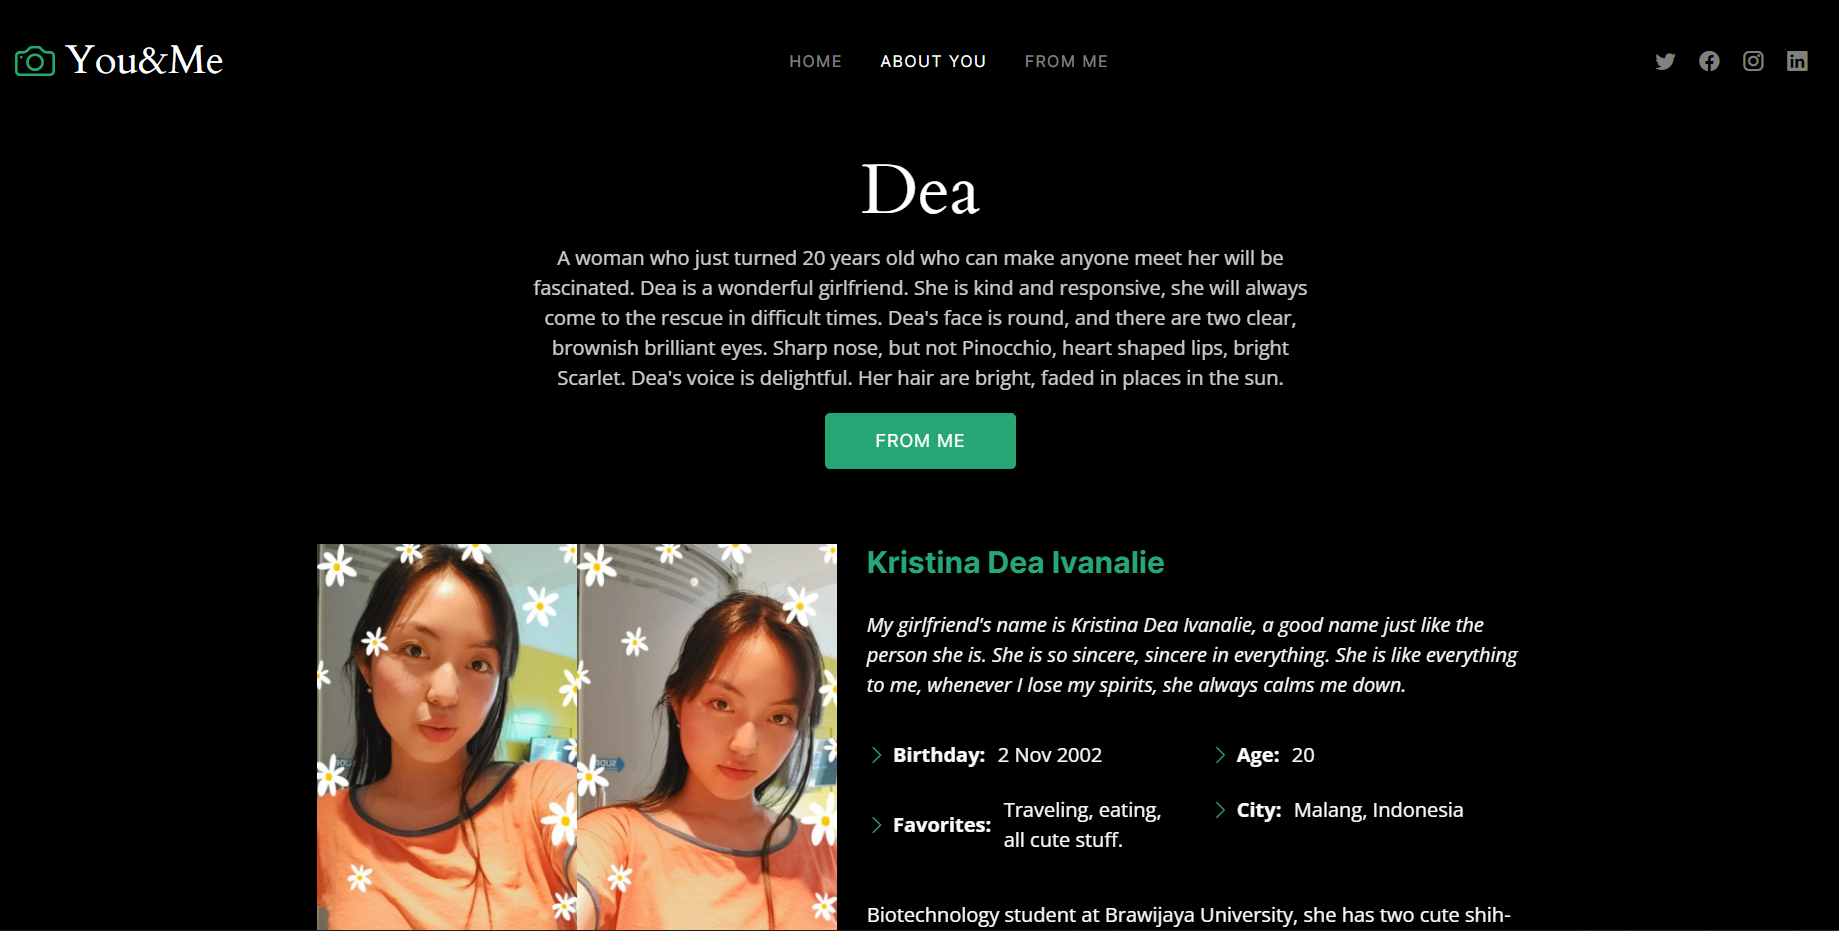 You&Me
HOME ABOUT YOU FROM ME
Dea
A woman who just turned 20 years old who can make anyone meet her will be
fascinated. Dea is a wonderful girlfriend. She is kind and responsive, she will always
come to the rescue in difficult times. Dea's face is round, and there are two clear,
brownish brilliant eyes. Sharp nose, but not Pinocchio, heart shaped lips, bright
Scarlet. Dea's voice is delightful. Her hair are bright, faded in places in the sun.
FROM ME
Kristina Dea Ivanalie
My girlfriend's name is Kristina Dea Ivanalie, a good name just like the
person she is. She is so sincere, sincere in everything. She is like everything
to me, whenever I lose my spirits, she always calms me down.
Birthday: 2 Nov 2002
Age: 20
Favorites: Traveling, eating,
all cute stuff.
City: Malang, Indonesia
Biotechnology student at Brawijaya University, she has two cute shih-